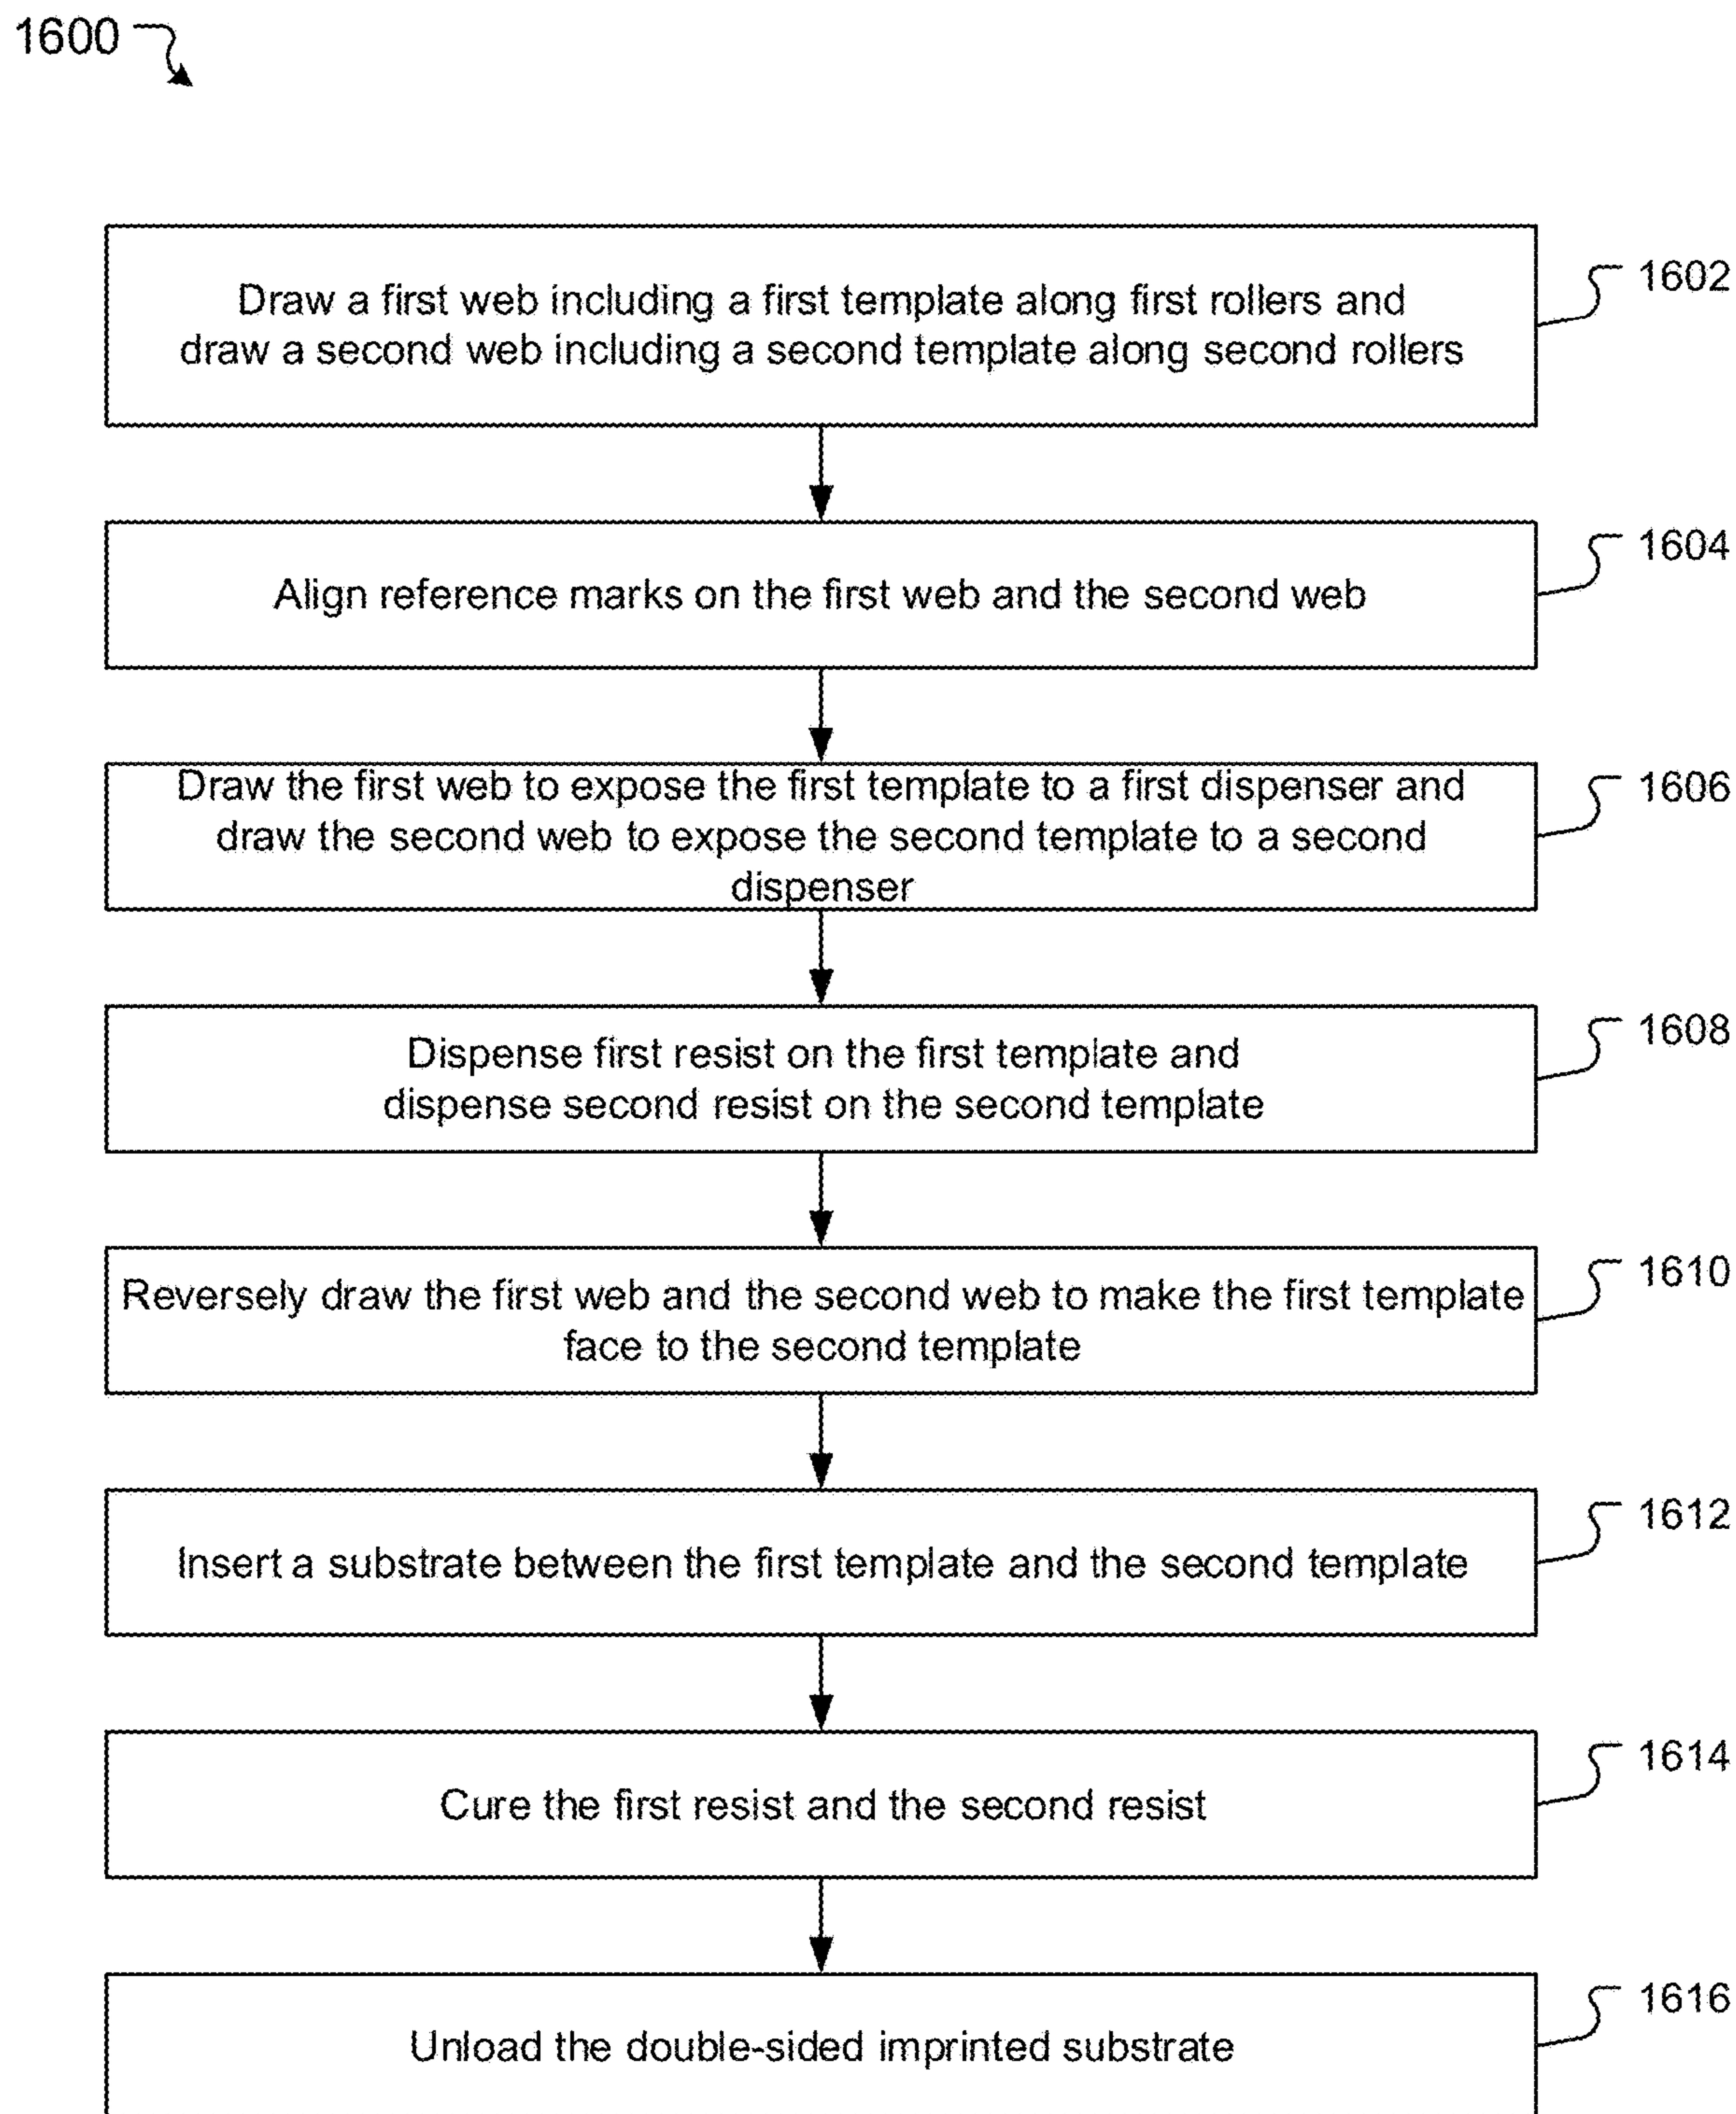 1600
Draw a first web including a first template along first rollers and
draw a second web including a second template along second rollers
1602
Align reference marks on the first web and the second web
1604
Draw the first web to expose the first template to a first dispenser and
draw the second web to expose the second template to a second
dispenser
1606
Dispense first resist on the first template and
dispense second resist on the second template
1608
Reversely draw the first web and the second web to make the first template
face to the second template
1610
Insert a substrate between the first template and the second template
1612
Cure the first resist and the second resist
1614
Unload the double-sided imprinted substrate
1616